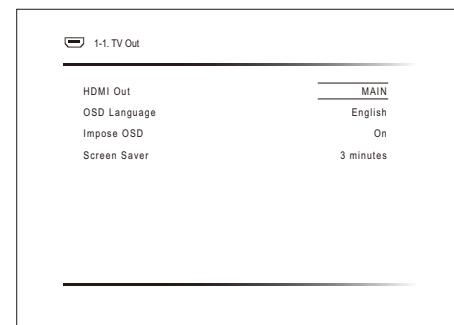 1-1. TV Out
HDMI Out MAIN
OSD Language English
Impose OSD On
Screen Saver 3 minutes